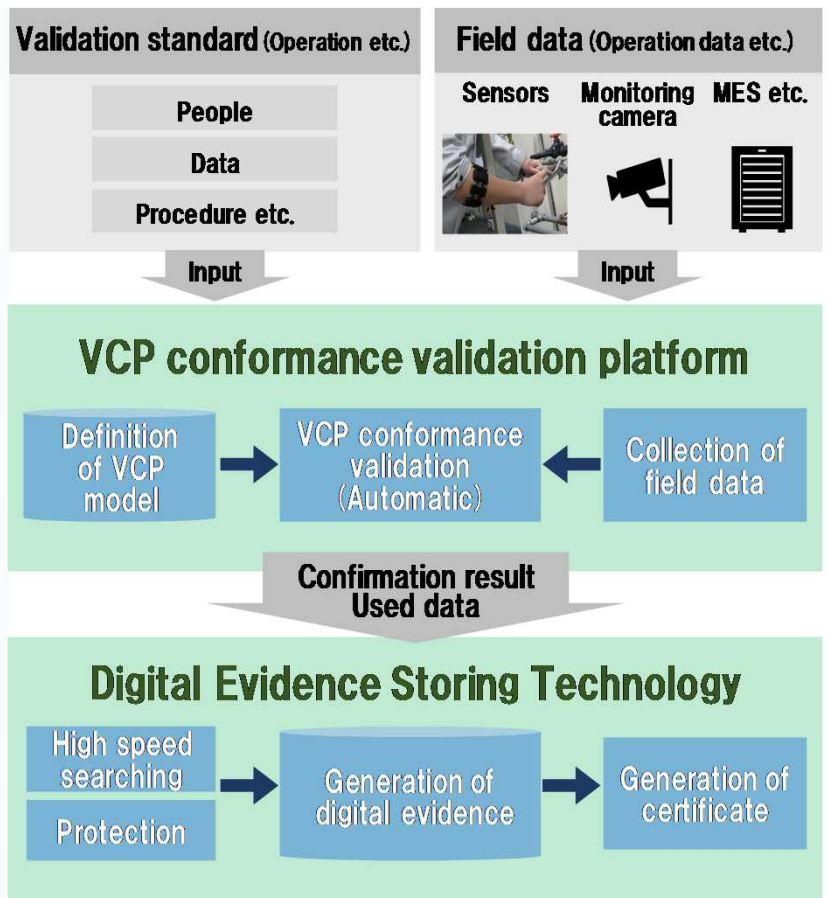 Validation standard (Operation etc.)
People
Data
Procedure etc.
Input
Field data (Operation data etc.)
Sensors
Monitoring
camera
MES etc.
Input
VCP conformance validation platform
Definition
of VCP
model
VCP conformance
validation
(Automatic)
Collection of
field data
Confirmation result
Used data
Digital Evidence Storing Technology
High speed
searching
Protection
Generation of
digital evidence
Generation of
certificate